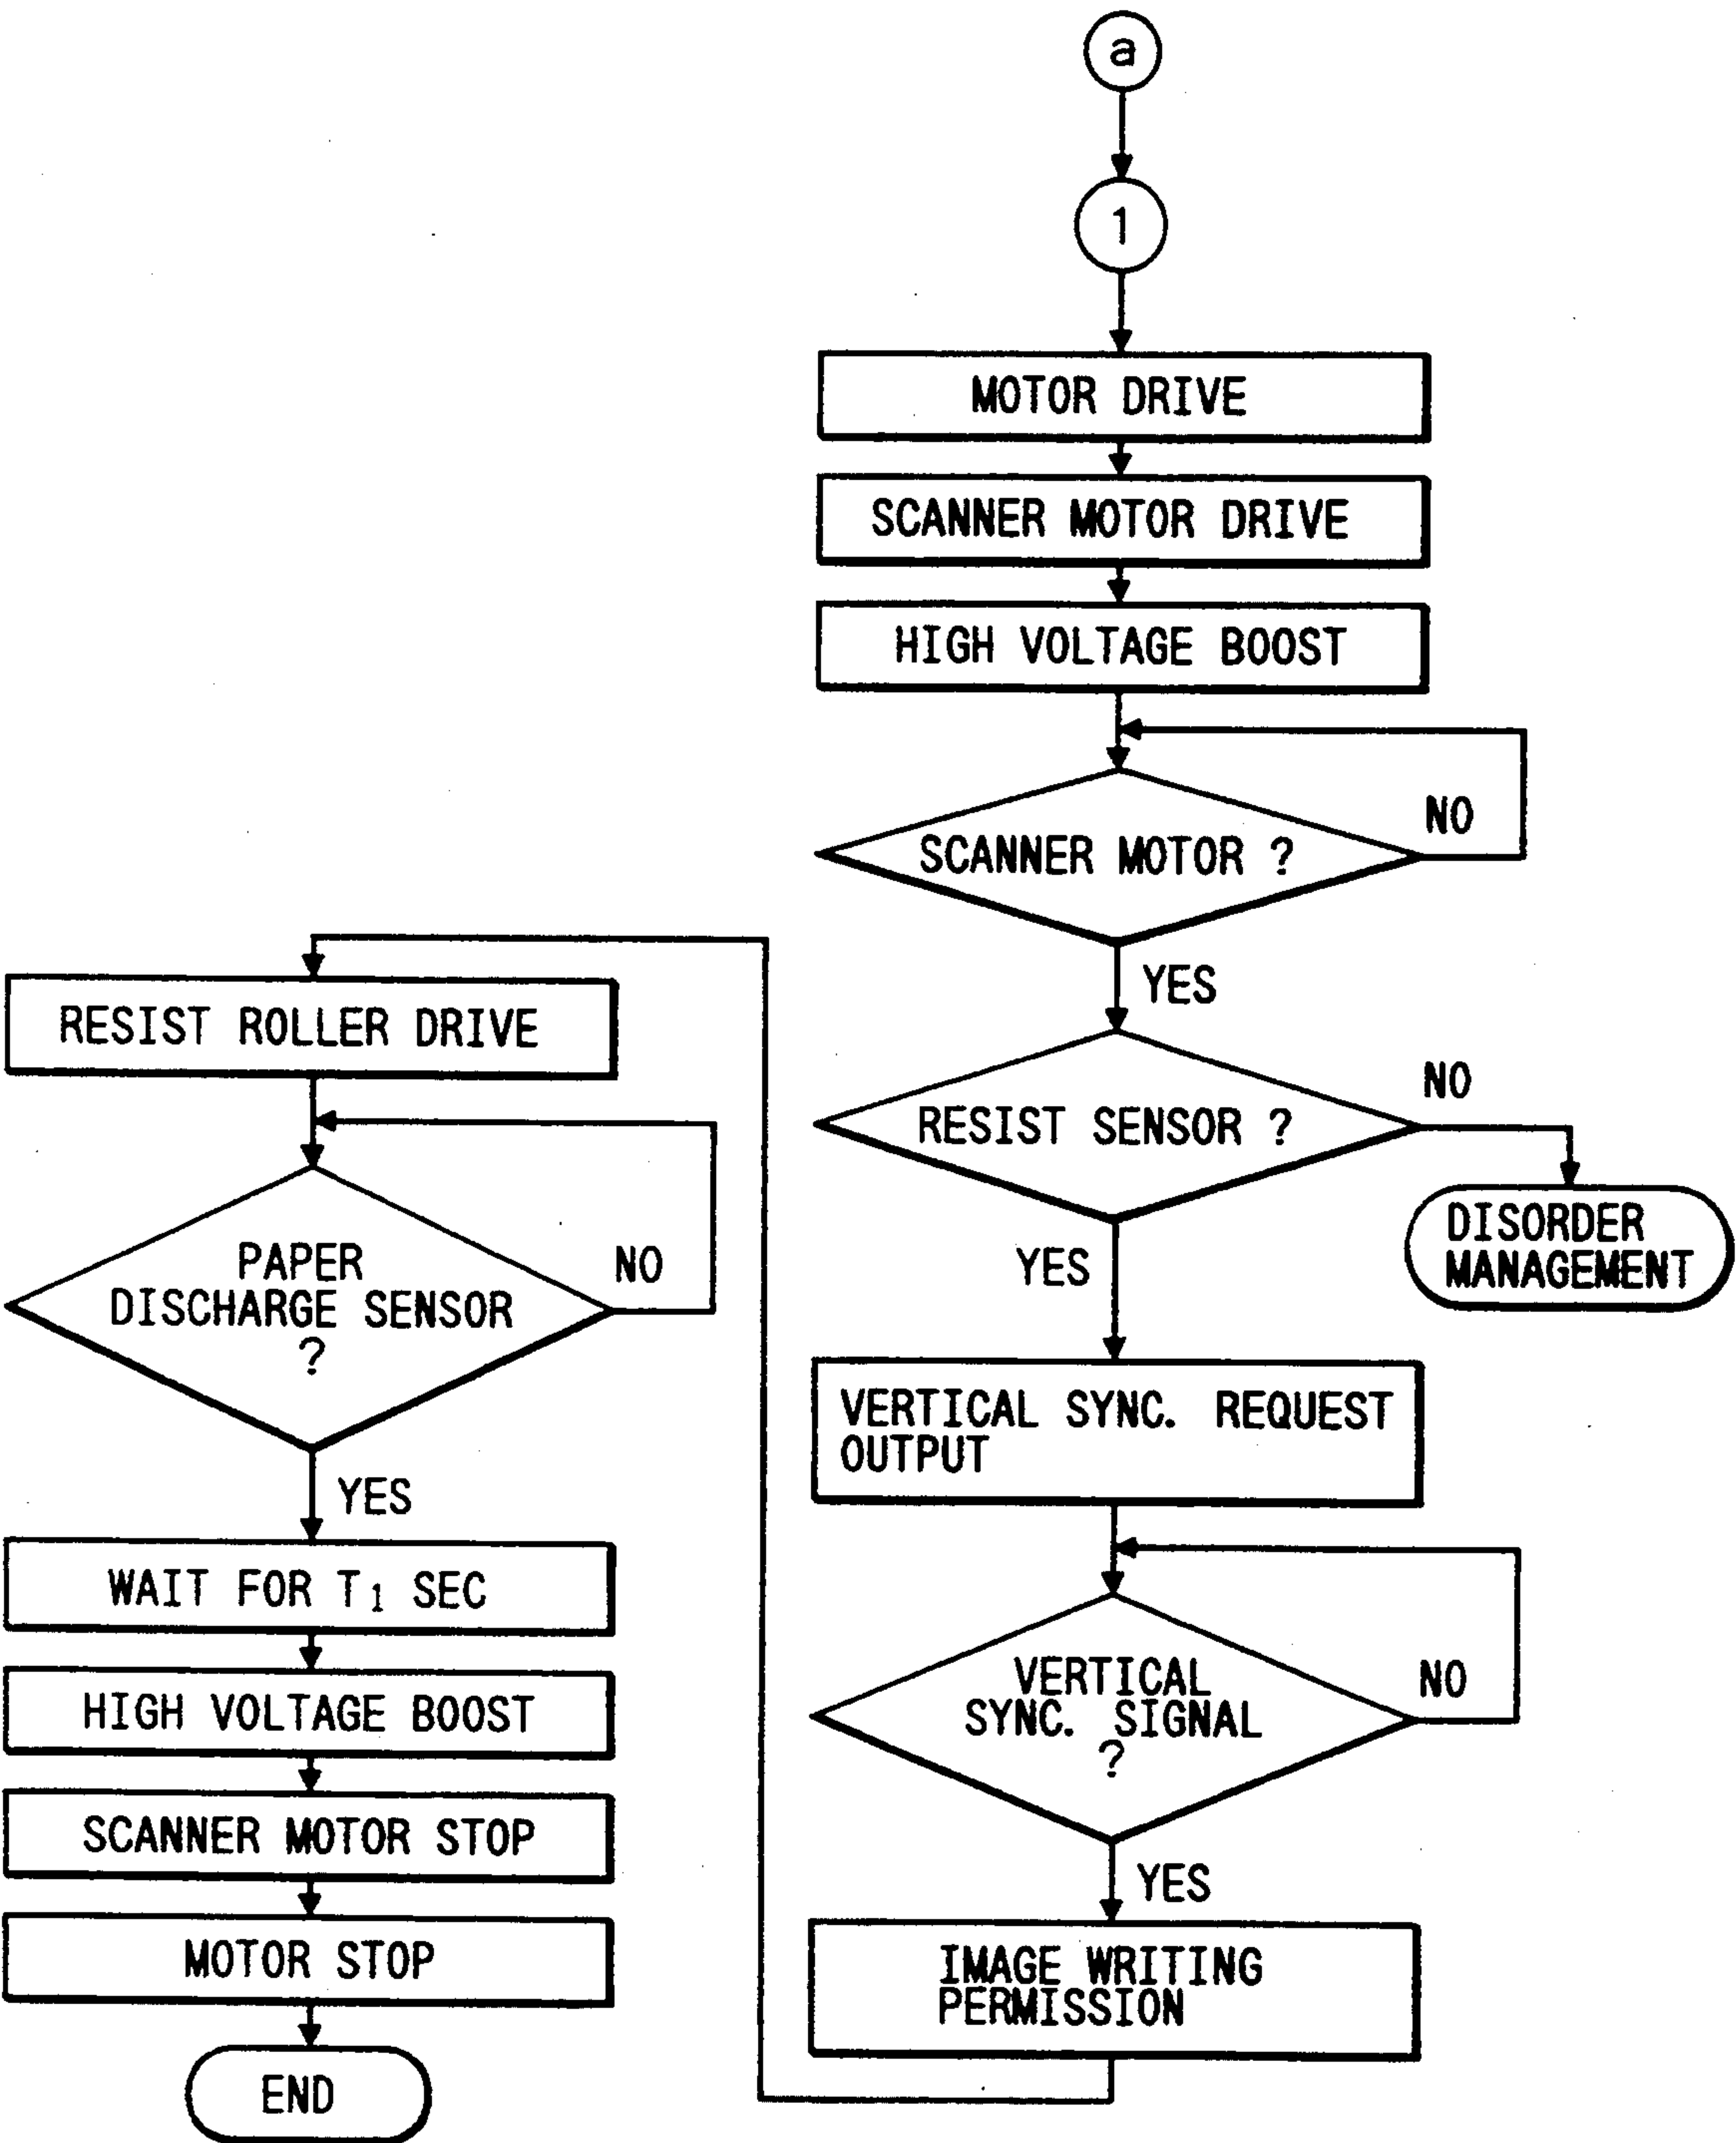 a
1
MOTOR DRIVE
SCANNER MOTOR DRIVE
HIGH VOLTAGE BOOST
SCANNER MOTOR ?
NO
YES
RESIST SENSOR ?
NO
DISORDER
MANAGEMENT
YES
VERTICAL SYNC. REQUEST
OUTPUT
VERTICAL
SYNC. SIGNAL
?
NO
YES
IMAGE WRITING
PERMISSION
RESIST ROLLER DRIVE
PAPER
DISCHARGE SENSOR
?
NO
YES
WAIT FOR T₁ SEC
HIGH VOLTAGE BOOST
SCANNER MOTOR STOP
MOTOR STOP
END